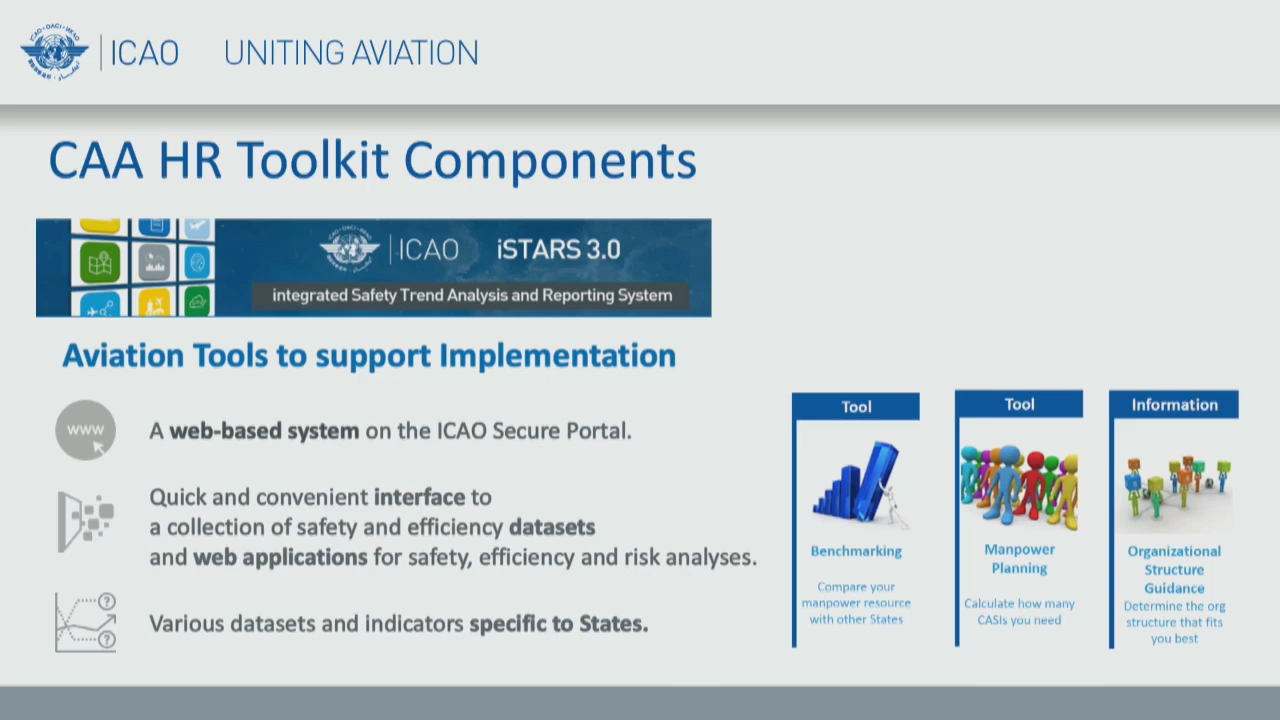 ICAO
UNITING AVIATION
CAA HR Toolkit Components
ICAO iSTARS 3.0
integrated Safety Trend Analysis and Reporting System
Aviation Tools to support Implementation
www
A web-based system on the ICAO Secure Portal.
Quick and convenient interface to
a collection of safety and efficiency datasets
and web applications for safety, efficiency and risk analyses.
Various datasets and indicators specific to States.
Tool
Benchmarking
Compare your
manpower resource
with other States
Tool
Manpower
Planning
Calculate how many
CASIs you need
Information
Organizational
Structure
Guidance
Determine the org
structure that fits
you best